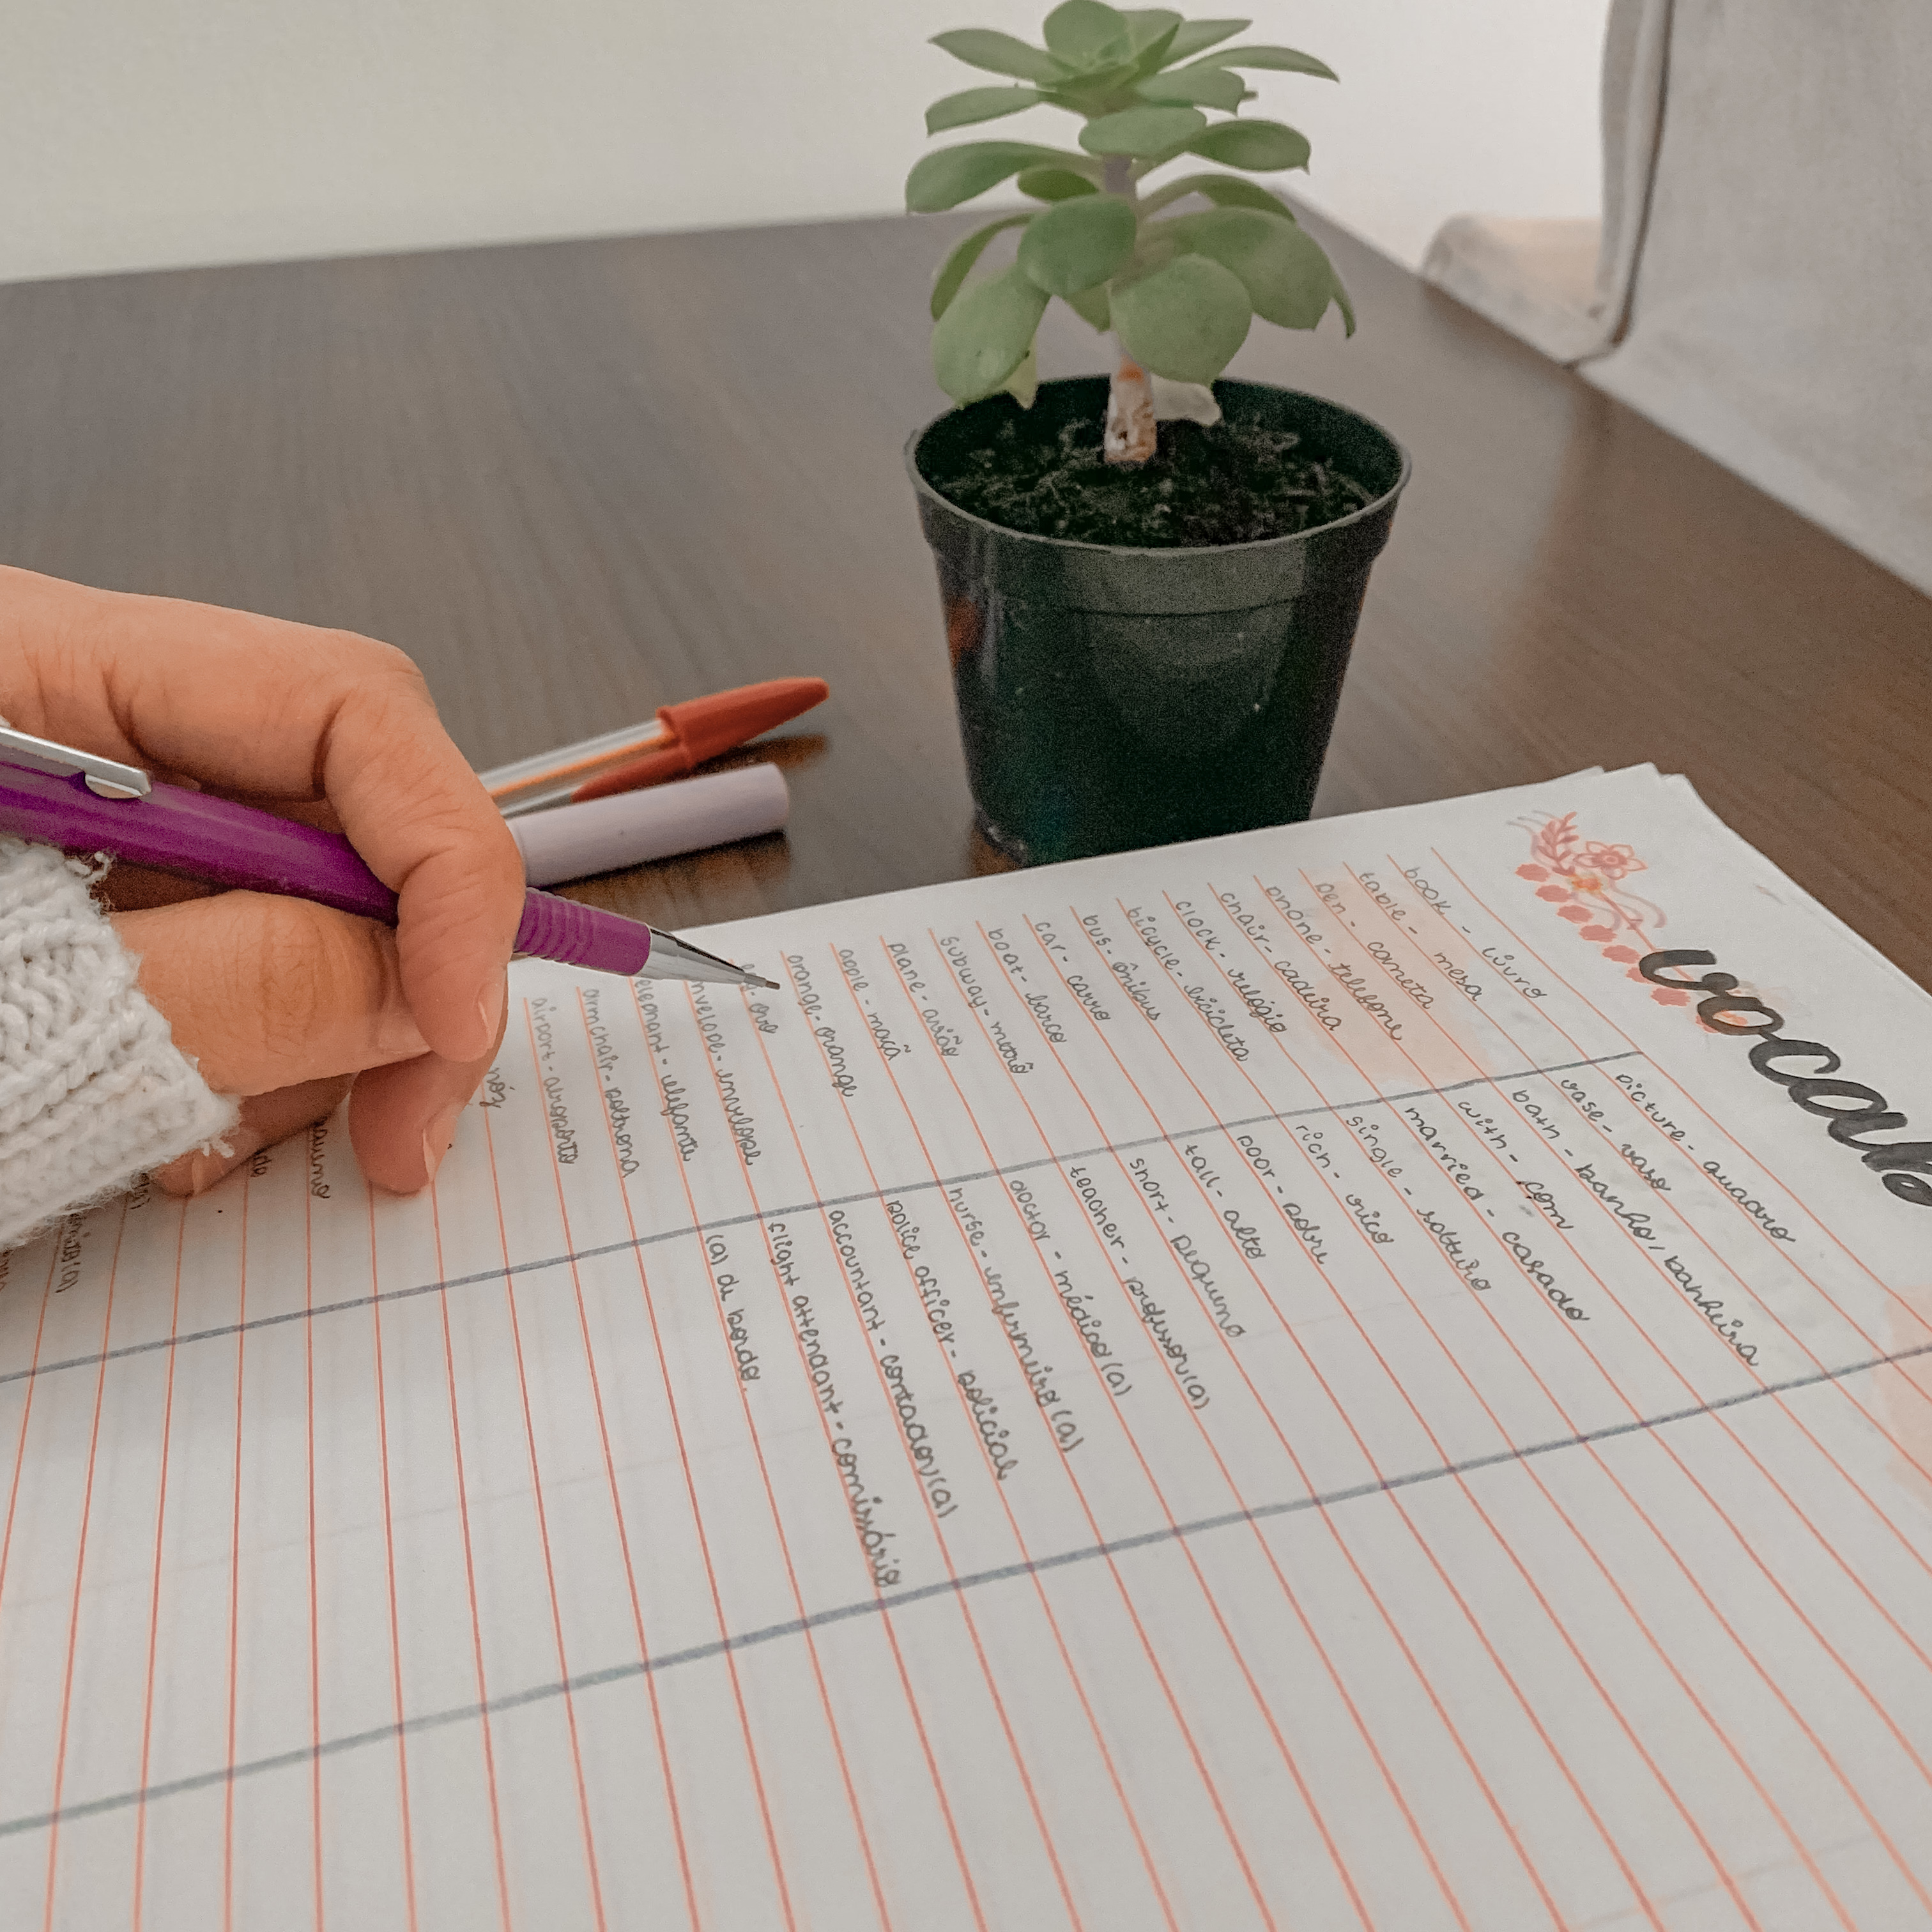 vocab
book - livro
table - mesa
pen - caneta
phone - telefone
chair - cadeira
clock - relógio
bicycle - bicicleta
bus - ônibus
car - carro
boat - barco
subway - metrô
plane - avião
apple - maçã
orange - orange
- ovo
envelope - envelope
elephant - elefante
armchair - poltrona
airport - aeroporto
picture - quadro
vase - vaso
bath - banho/banheira
with - com
married - casado
single - solteiro
rich - rico
poor - pobre
tall - alto
short - pequeno
teacher - professor(a)
doctor - médico(a)
nurse - enfermeiro(a)
police officer - policial
accountant - contador(a)
flight attendant - comissário
(a) de bordo.